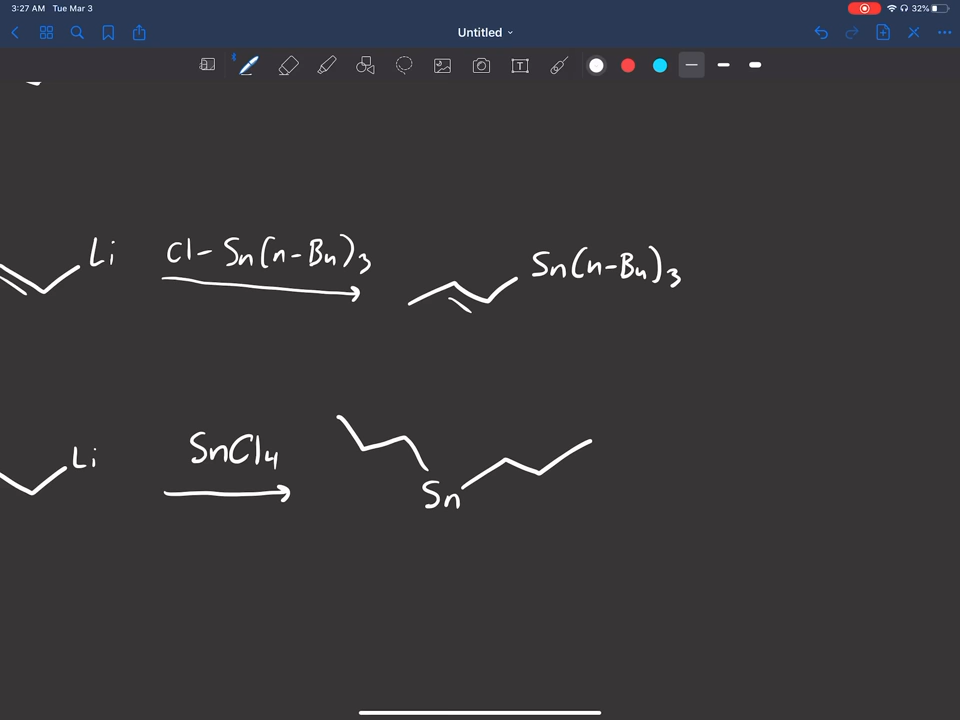 3:27 AM Tue Mar 3
32%
Untitled
T
Li Cl- Sn(n-Bu)3 Sn(n-Bu)3
Li SnCl4
Sn